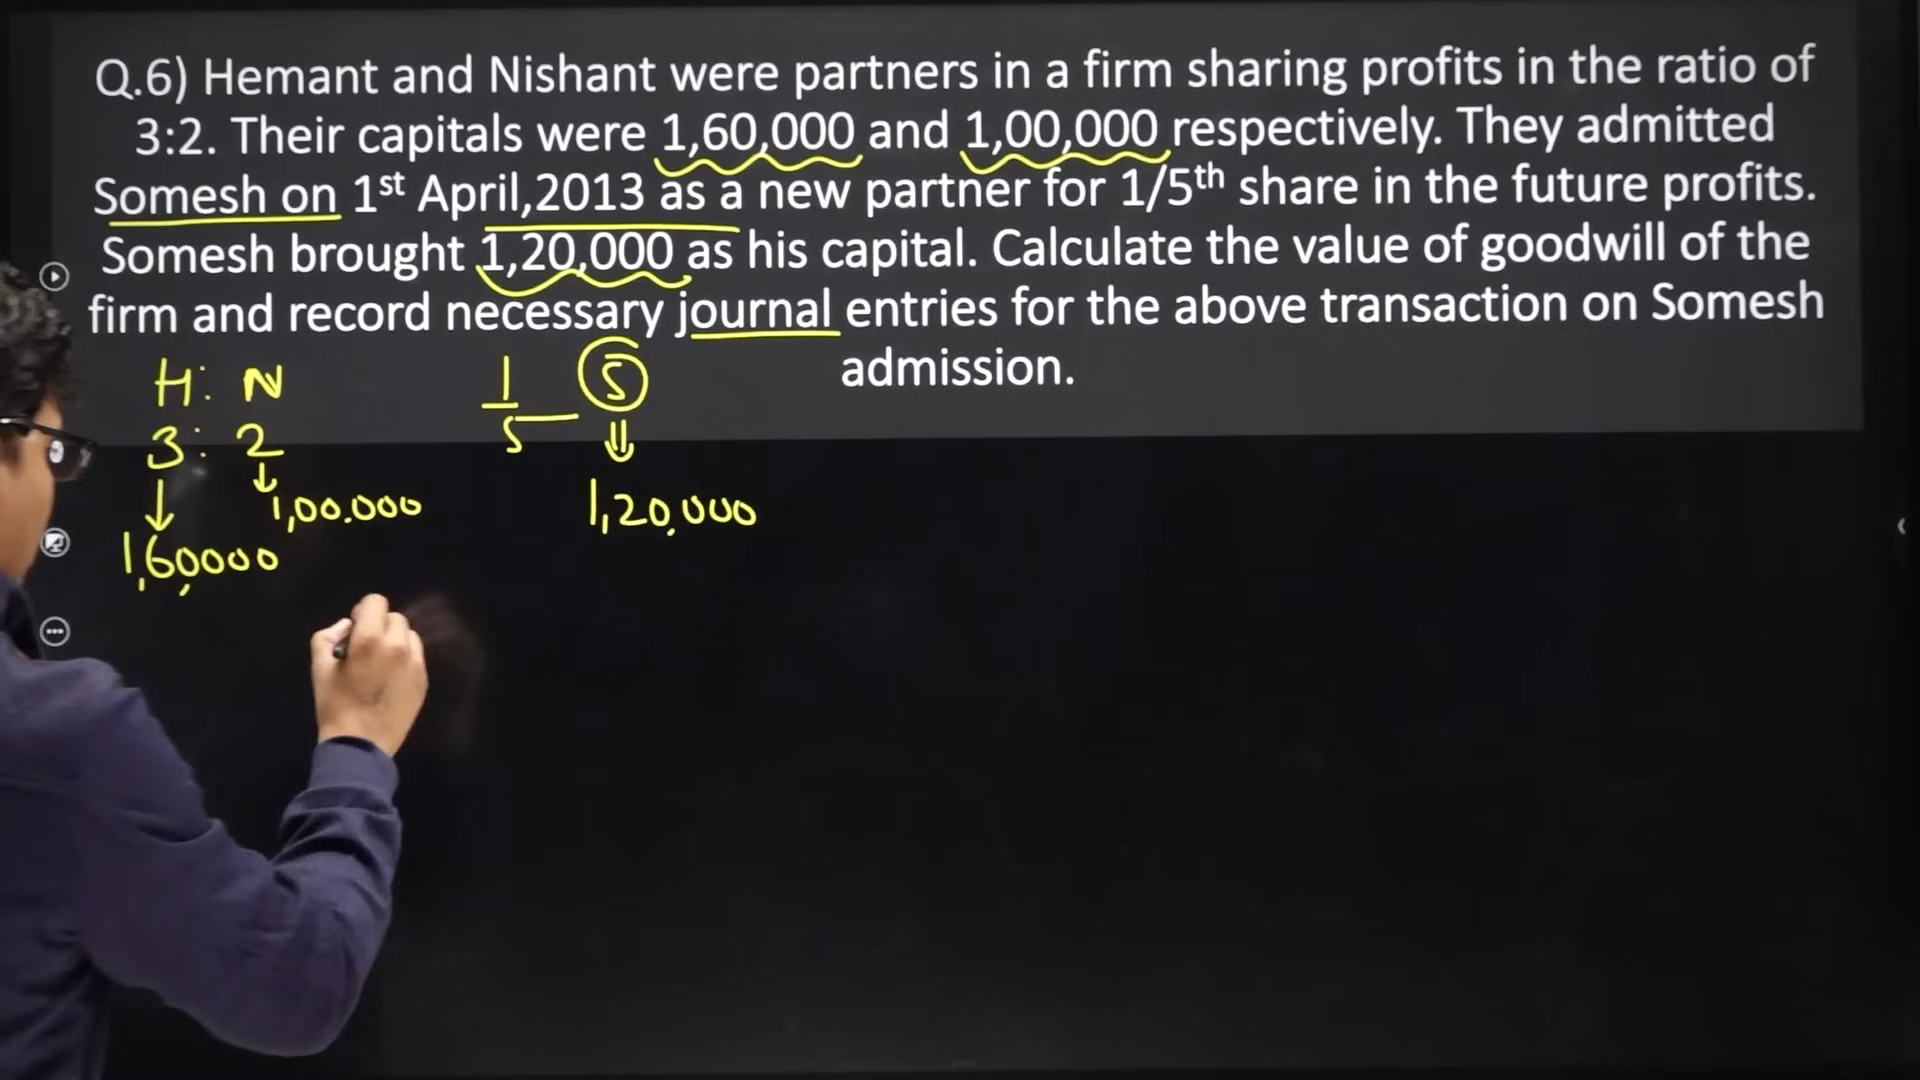 Q.6) Hemant and Nishant were partners in a firm sharing profits in the ratio of
3:2. Their capitals were 1,60,000 and 1,00,000 respectively. They admitted
Somesh on 1st April,2013 as a new partner for 1/5th share in the future profits.
Somesh brought 1,20,000 as his capital. Calculate the value of goodwill of the
firm and record necessary journal entries for the above transaction on Somesh
admission.
H : N
3 : 2
1,60,000
1,00.000
1/5
S
1,20,000